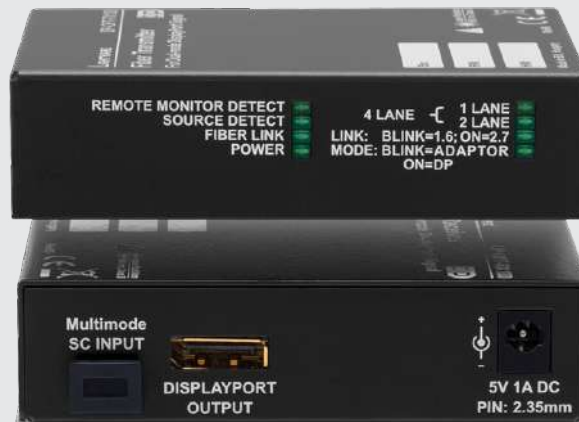 REMOTE MONITOR DETECT
SOURCE DETECT
FIBER LINK
POWER
4 LANE
1 LANE
2 LANE
LINK: BLINK=1.6; ON=2.7
MODE: BLINK=ADAPTOR
ON=DP
Multimode
SC INPUT
DISPLAYPORT
OUTPUT
+
-
5V 1A DC
PIN: 2.35mm